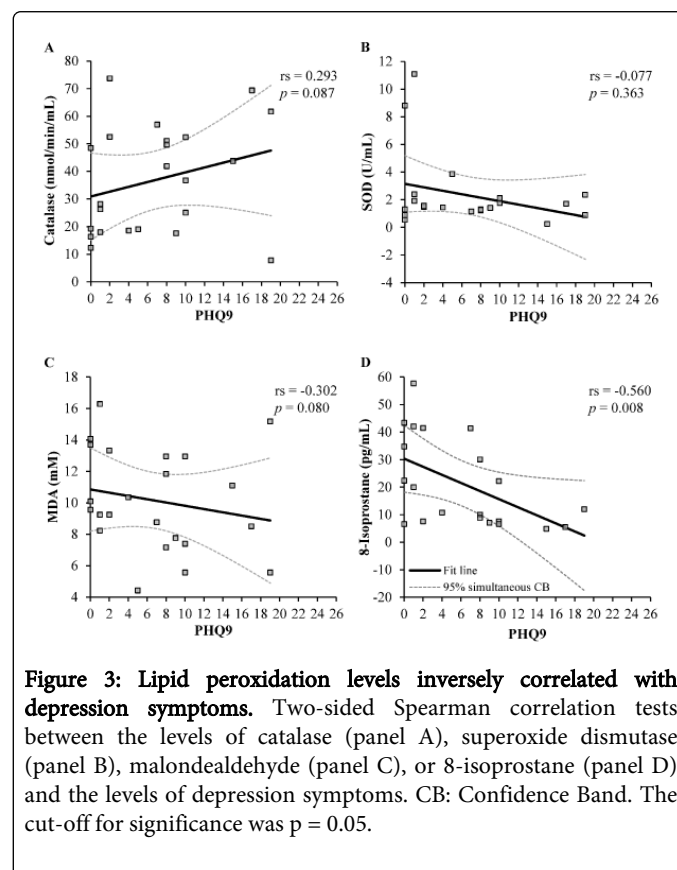 A
rs = 0.293
p = 0.087
80
70
60
50
40
30
20
10
0
Catalase (nmol/min/mL)
0 2 4 6 8 10 12 14 16 18 20 22 24 26
PHQ9
B
rs = -0.077
p = 0.363
12
10
8
6
4
2
0
-2
-4
SOD (U/mL)
0 2 4 6 8 10 12 14 16 18 20 22 24 26
PHQ9
C
rs = -0.302
p = 0.080
18
16
14
12
10
8
6
4
MDA (mM)
0 2 4 6 8 10 12 14 16 18 20 22 24 26
PHQ9
D
rs = -0.560
p = 0.008
60
50
40
30
20
10
0
-10
-20
8-Isoprostane (pg/mL)
Fit line
95% simultaneous CB
0 2 4 6 8 10 12 14 16 18 20 22 24 26
PHQ9
Figure 3: Lipid peroxidation levels inversely correlated with
depression symptoms. Two-sided Spearman correlation tests
between the levels of catalase (panel A), superoxide dismutase
(panel B), malondealdehyde (panel C), or 8-isoprostane (panel D)
and the levels of depression symptoms. CB: Confidence Band. The
cut-off for significance was p = 0.05.